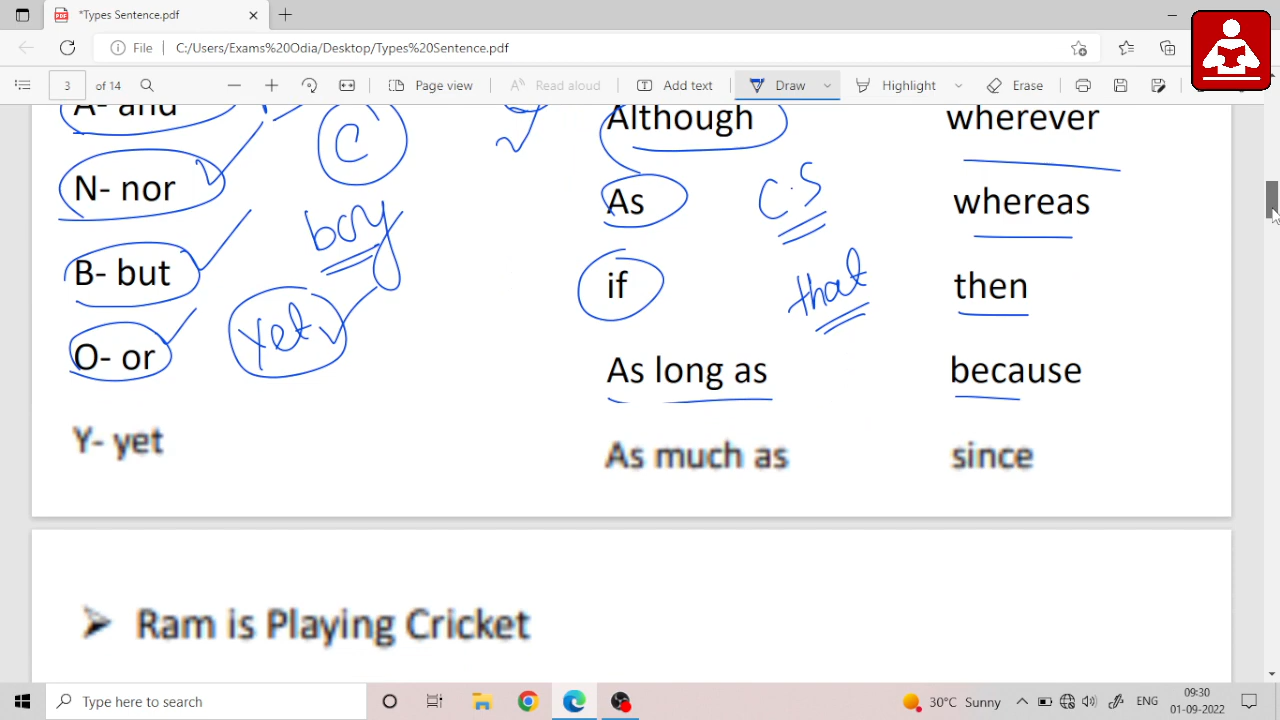 *Types Sentence.pdf
File C:/Users/Exams%20Odia/Desktop/Types%20Sentence.pdf
3 of 14 Page view Read aloud Add text Draw Highlight Erase
A- and C Although wherever
N- nor As C.S whereas
boy
B- but if that then
O- or Yet As long as because
Y- yet As much as since
Ram is Playing Cricket
Type here to search 30°C Sunny ENG 09:30
01-09-2022